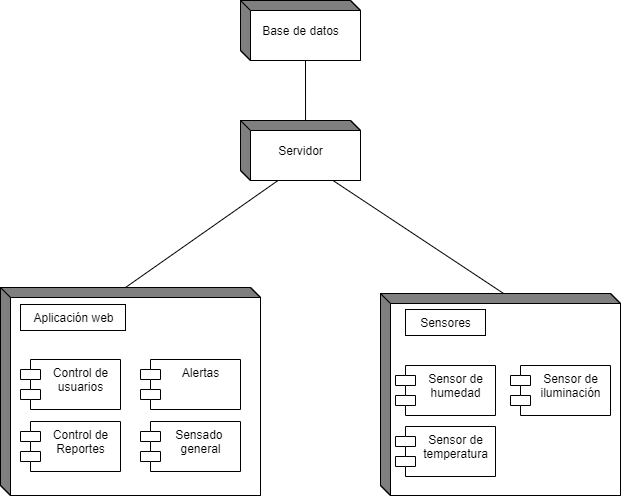 Base de datos
Servidor
Aplicación web
Control de
usuarios
Alertas
Control de
Reportes
Sensado
general
Sensores
Sensor de
humedad
Sensor de
iluminación
Sensor de
temperatura